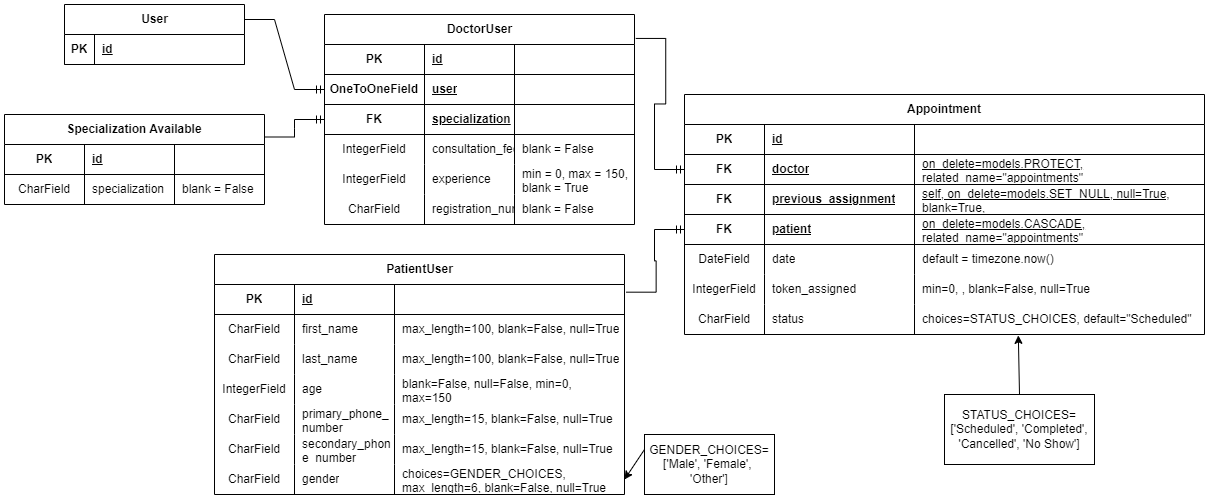 User
PK id
DoctorUser
PK id
OneToOneField user
FK specialization
IntegerField consultation_fe blank = False
IntegerField experience min = 0, max = 150,
blank = True
CharField registration_nu blank = False
Specialization Available
PK id
CharField specialization blank = False
Appointment
PK id
FK doctor on_delete=models.PROTECT,
related_name="appointments"
FK previous_assignment self, on_delete=models.SET_NULL, null=True,
blank=True,
FK patient on_delete=models.CASCADE,
related_name="appointments"
DateField date default = timezone.now()
IntegerField token_assigned min=0, , blank=False, null=True
CharField status choices=STATUS_CHOICES, default="Scheduled"
PatientUser
PK id
CharField first_name max_length=100, blank=False, null=True
CharField last_name max_length=100, blank=False, null=True
IntegerField age blank=False, null=False, min=0,
max=150
CharField primary_phone_ max_length=15, blank=False, null=True
number
CharField secondary_phon max_length=15, blank=False, null=True
e_number
CharField gender choices=GENDER_CHOICES,
max_length=6, blank=False, null=True
GENDER_CHOICES=
['Male', 'Female',
'Other']
STATUS_CHOICES=
['Scheduled', 'Completed',
'Cancelled', 'No Show']